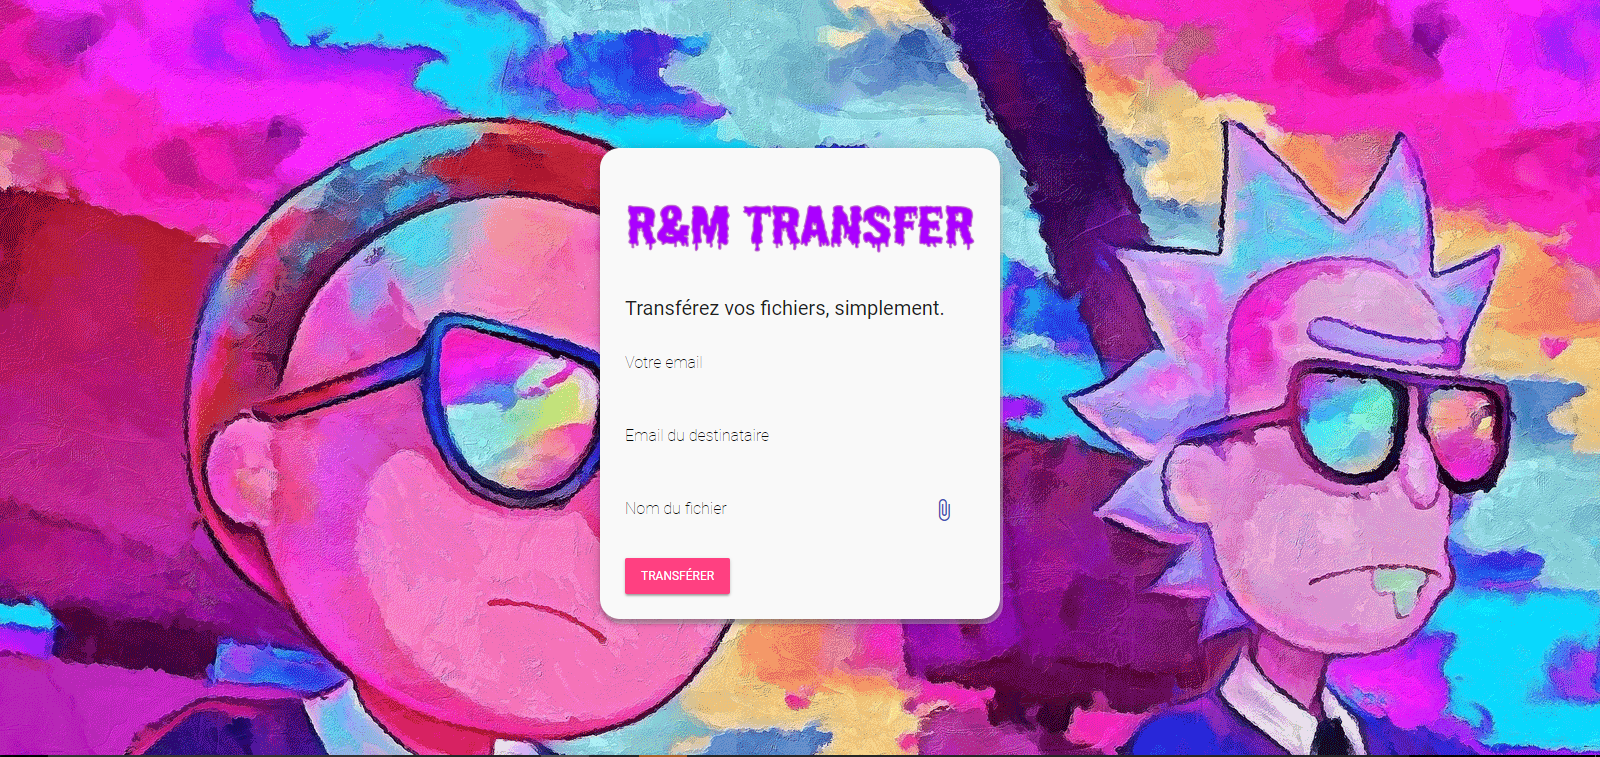 R&M TRANSFER
Transférez vos fichiers, simplement.
Votre email
Email du destinataire
Nom du fichier
TRANSFÉRER